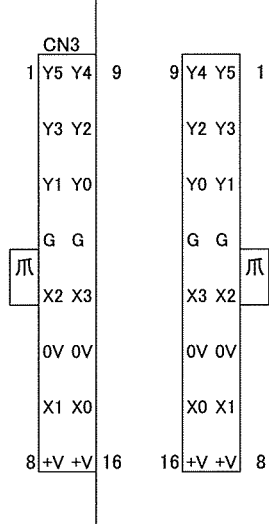 CN3
1 Y5 Y4 9 9 Y4 Y5 1
Y3 Y2 Y2 Y3
Y1 Y0 Y0 Y1
G G G G
爪 爪
X2 X3 X3 X2
0V 0V 0V 0V
X1 X0 X0 X1
8 +V +V 16 16 +V +V 8